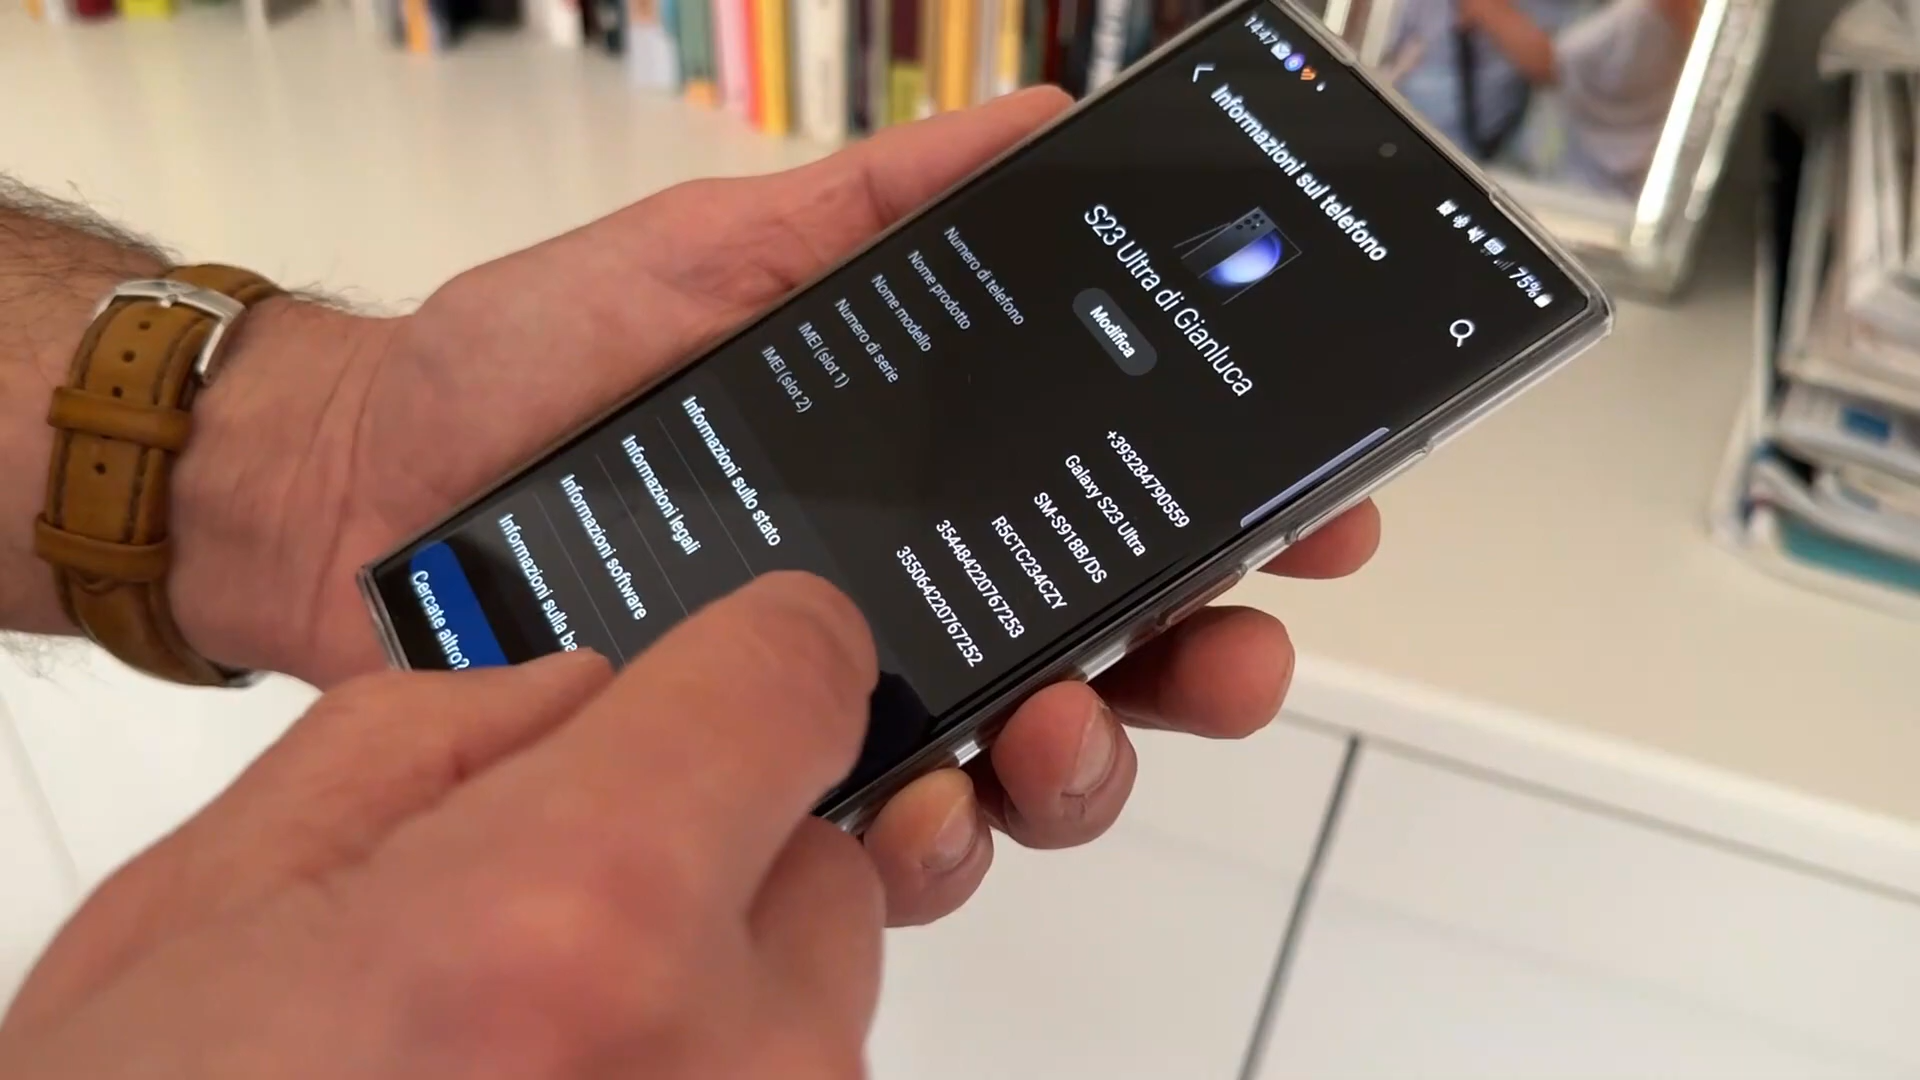 14:47
75%
Informazioni sul telefono
S23 Ultra di Gianluca
Modifica
Numero di telefono +393284790559
Nome prodotto Galaxy S23 Ultra
Nome modello SM-S918B/DS
Numero di serie R5CTC234CZY
IMEI (slot 1) 354484220767253
IMEI (slot 2) 355064220767252
Informazioni sullo stato
Informazioni legali
Informazioni software
Informazioni sulla ba
Cercate altro?